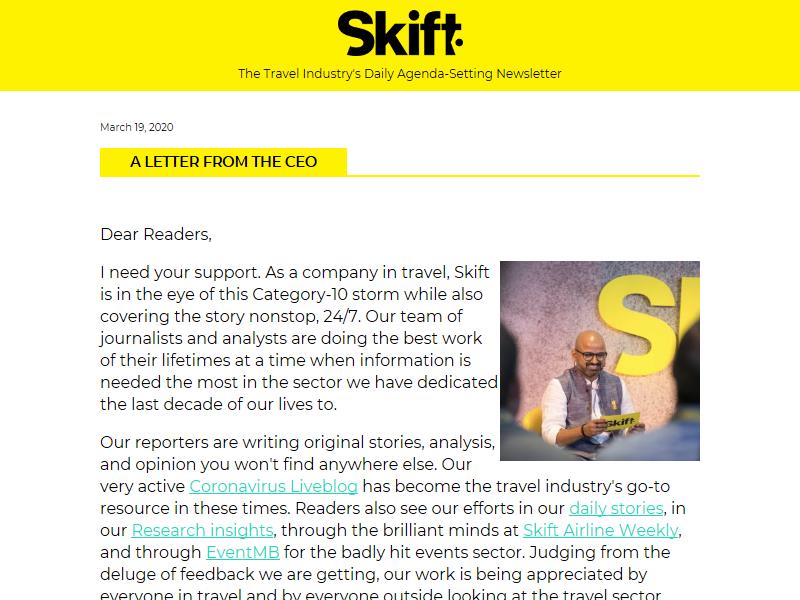 Skift
The Travel Industry's Daily Agenda-Setting Newsletter
March 19, 2020
A LETTER FROM THE CEO
Dear Readers,
I need your support. As a company in travel, Skift
is in the eye of this Category-10 storm while also
covering the story nonstop, 24/7. Our team of
journalists and analysts are doing the best work
of their lifetimes at a time when information is
needed the most in the sector we have dedicated
the last decade of our lives to.
Skift
Our reporters are writing original stories, analysis,
and opinion you won't find anywhere else. Our
very active Coronavirus Liveblog has become the travel industry's go-to
resource in these times. Readers also see our efforts in our daily stories, in
our Research insights, through the brilliant minds at Skift Airline Weekly,
and through EventMB for the badly hit events sector. Judging from the
deluge of feedback we are getting, our work is being appreciated by
everyone in travel and by everyone outside looking at the travel sector